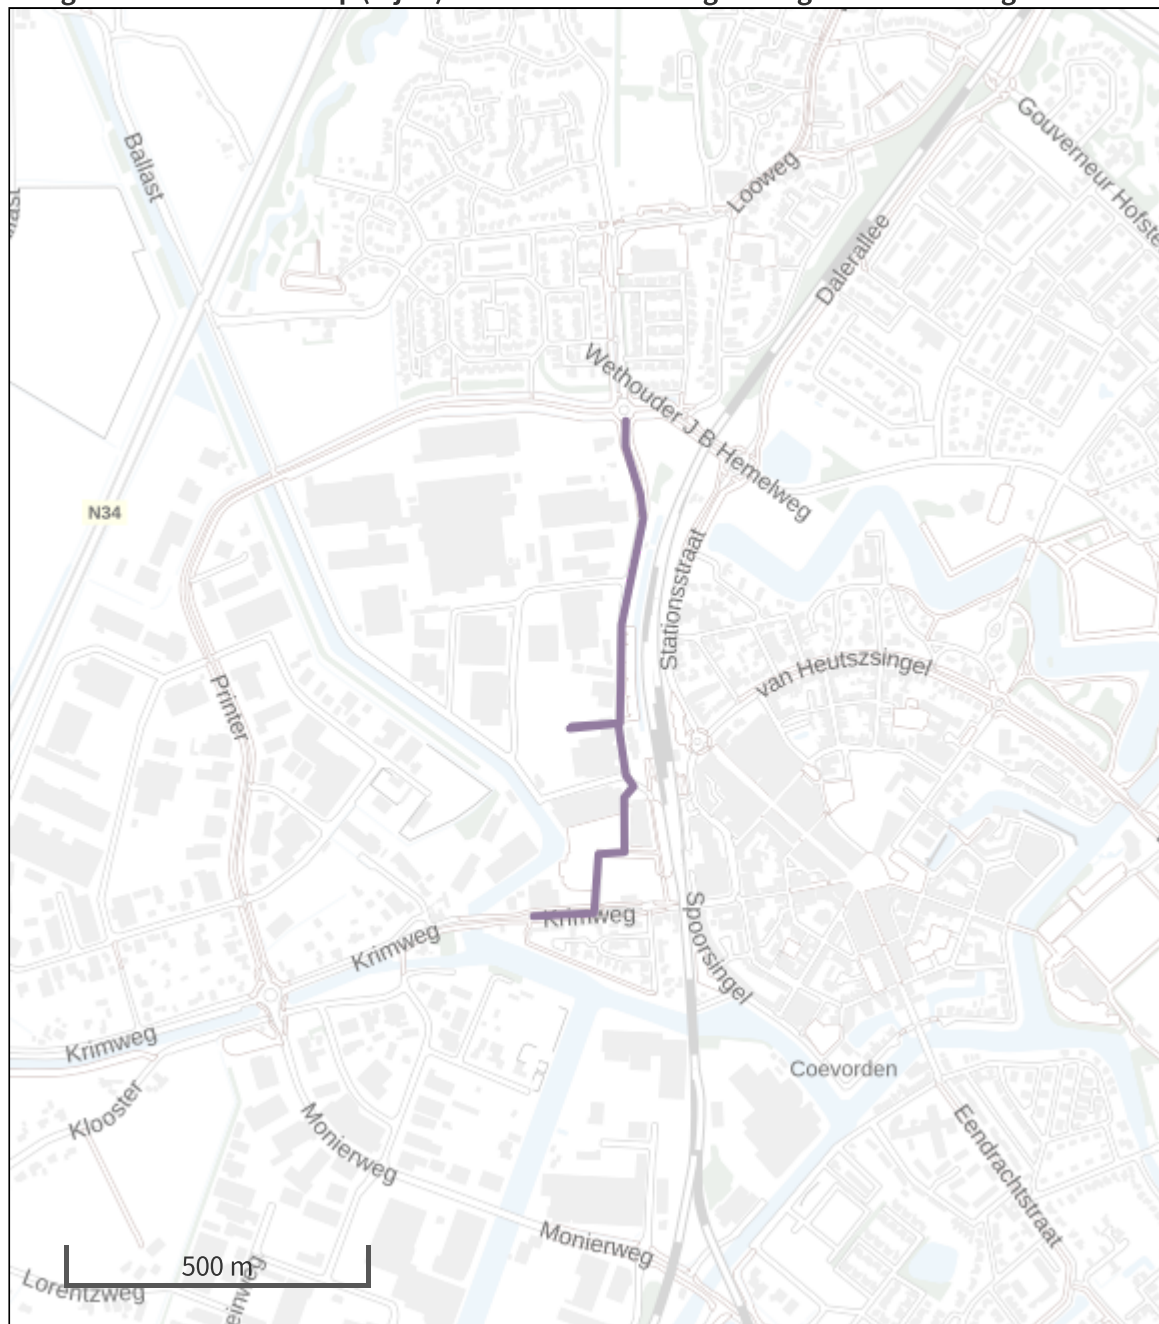 Ballast
Gouverneur Hofste
Looweg
Dalerallee
Wethouder J B Hemelweg
N34
Stationsstraat
van Heutszsingel
Printer
Krimweg
Spoorsingel
Krimweg
Krimweg
Coevorden
Klooster
Monierweg
Eendrachtstraat
Monierweg
500 m
Lorentzweg
einweg